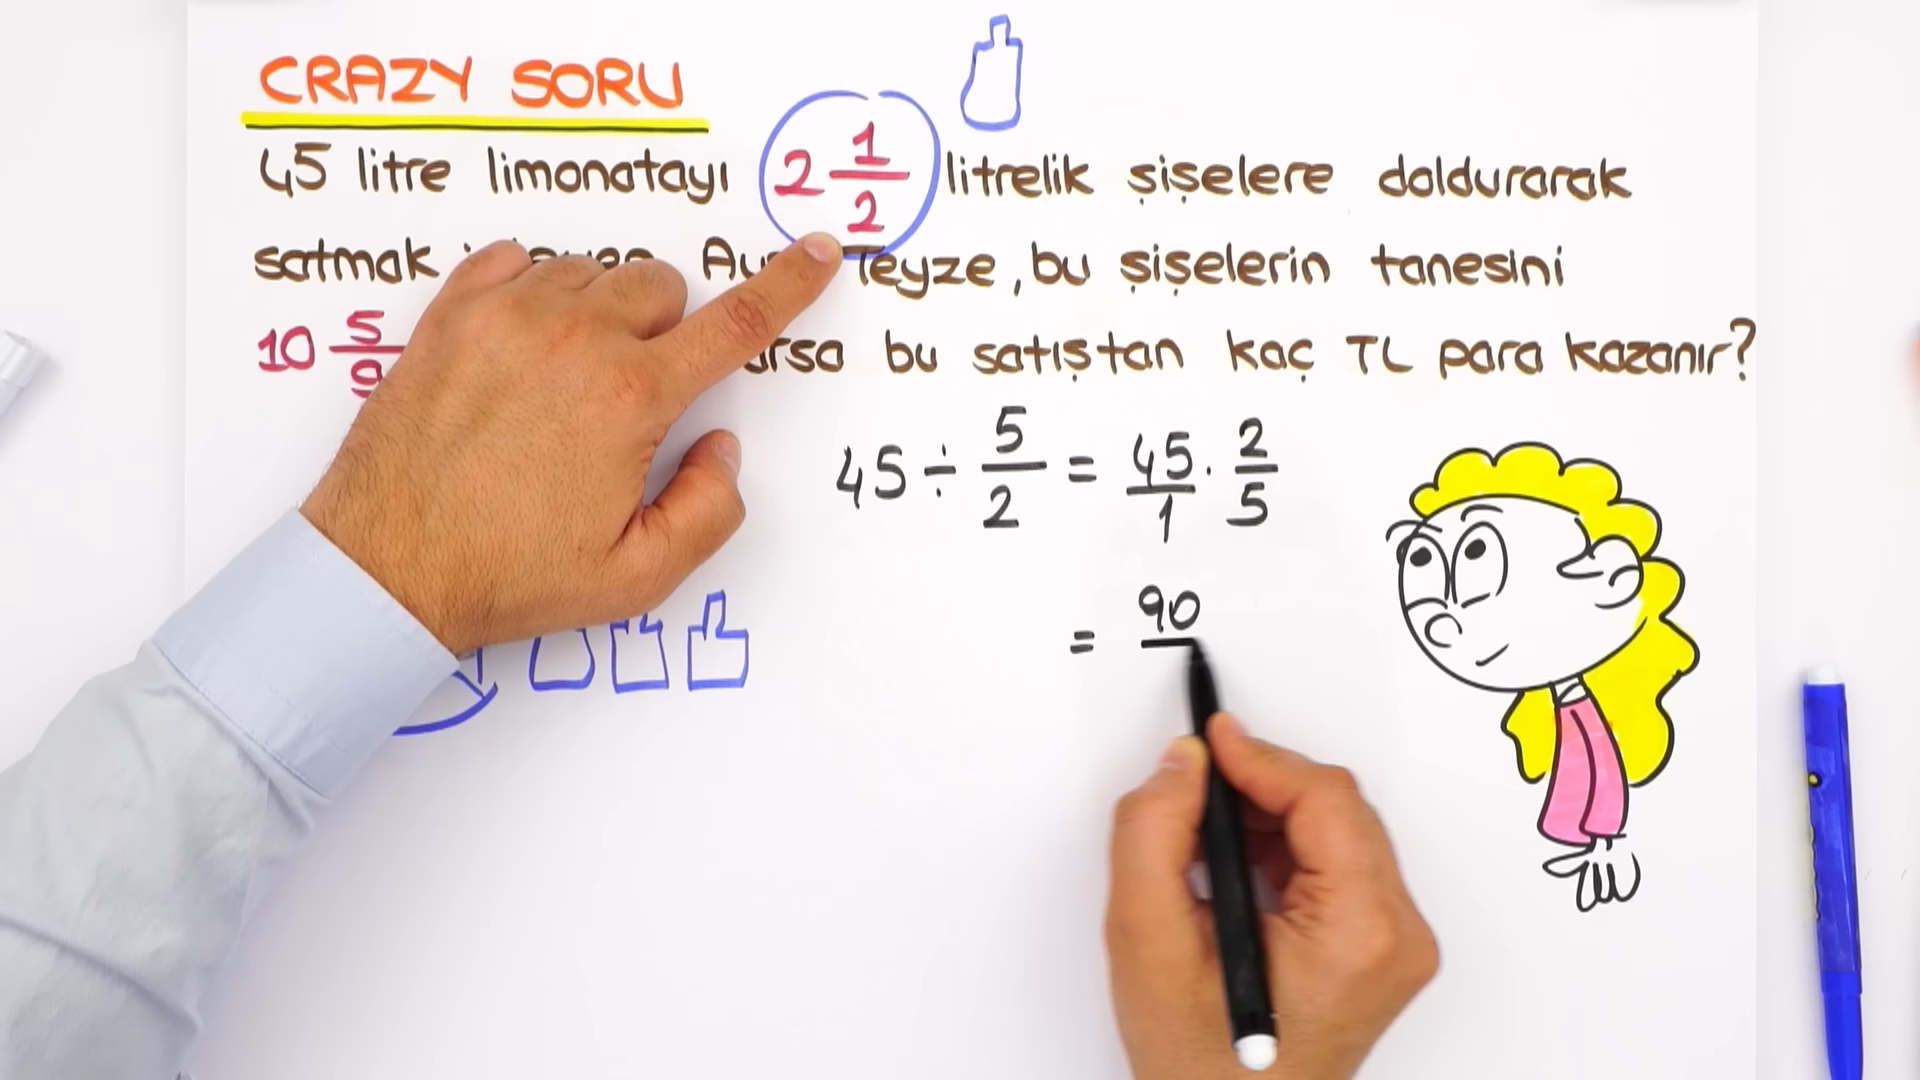 CRAZY SORU
45 litre limonatayı 2 1/2 litrelik şişelere doldurarak
satmak Teyze, bu şişelerin tanesini
10 5/9 bu satıştan kaç TL para kazanır?
45 ÷ 5/2 = 45/1 . 2/5
= 90